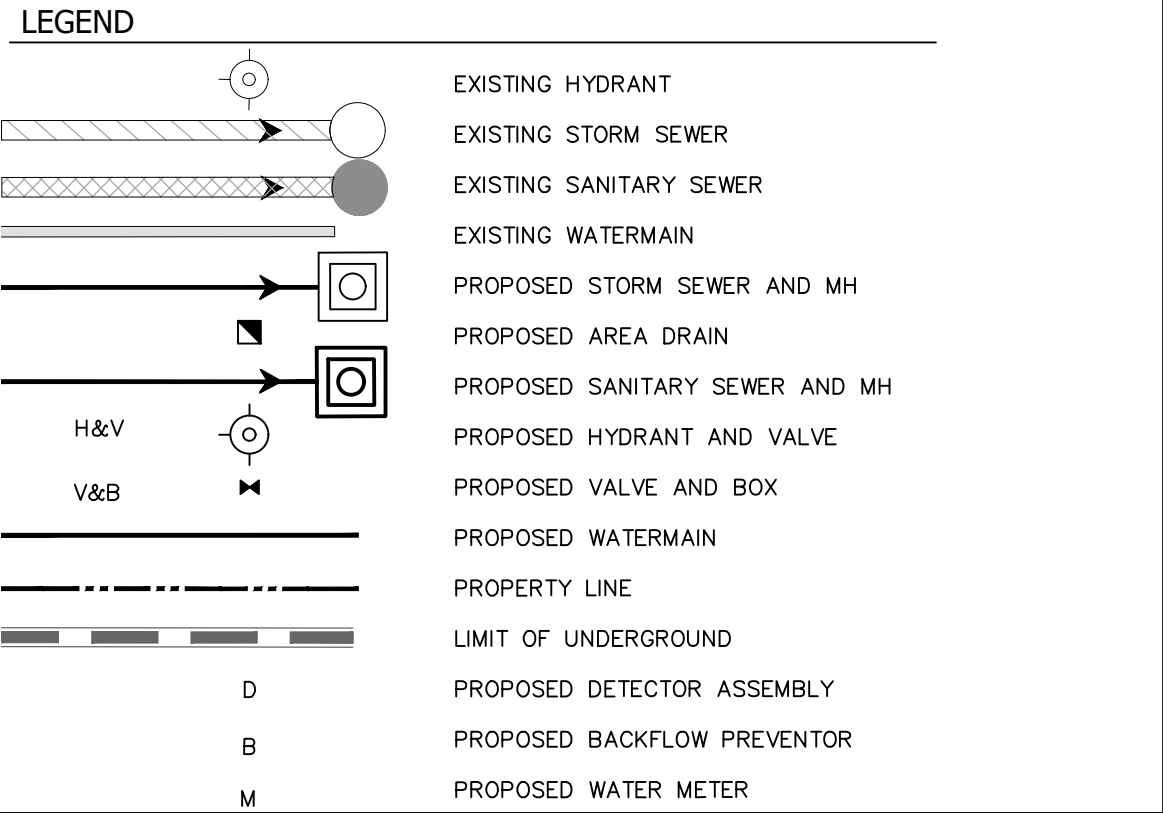 LEGEND
EXISTING HYDRANT
EXISTING STORM SEWER
EXISTING SANITARY SEWER
EXISTING WATERMAIN
PROPOSED STORM SEWER AND MH
PROPOSED AREA DRAIN
PROPOSED SANITARY SEWER AND MH
H&V PROPOSED HYDRANT AND VALVE
V&B PROPOSED VALVE AND BOX
PROPOSED WATERMAIN
PROPERTY LINE
LIMIT OF UNDERGROUND
D PROPOSED DETECTOR ASSEMBLY
B PROPOSED BACKFLOW PREVENTOR
M PROPOSED WATER METER